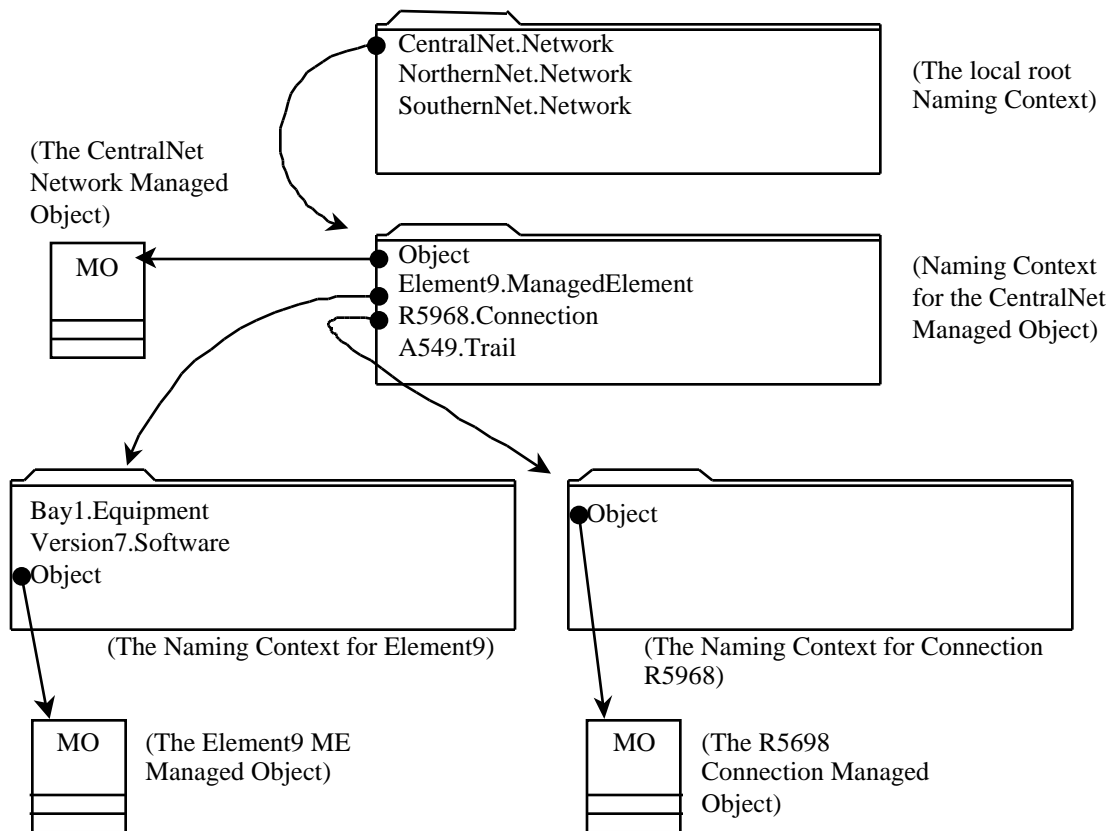 CentralNet.Network
NorthernNet.Network
SouthernNet.Network
(The local root
Naming Context)
(The CentralNet
Network Managed
Object)
MO
Object
Element9.ManagedElement
R5968.Connection
A549.Trail
(Naming Context
for the CentralNet
Managed Object)
Bay1.Equipment
Version7.Software
Object
(The Naming Context for Element9)
Object
(The Naming Context for Connection
R5968)
MO
(The Element9 ME
Managed Object)
MO
(The R5698
Connection Managed
Object)